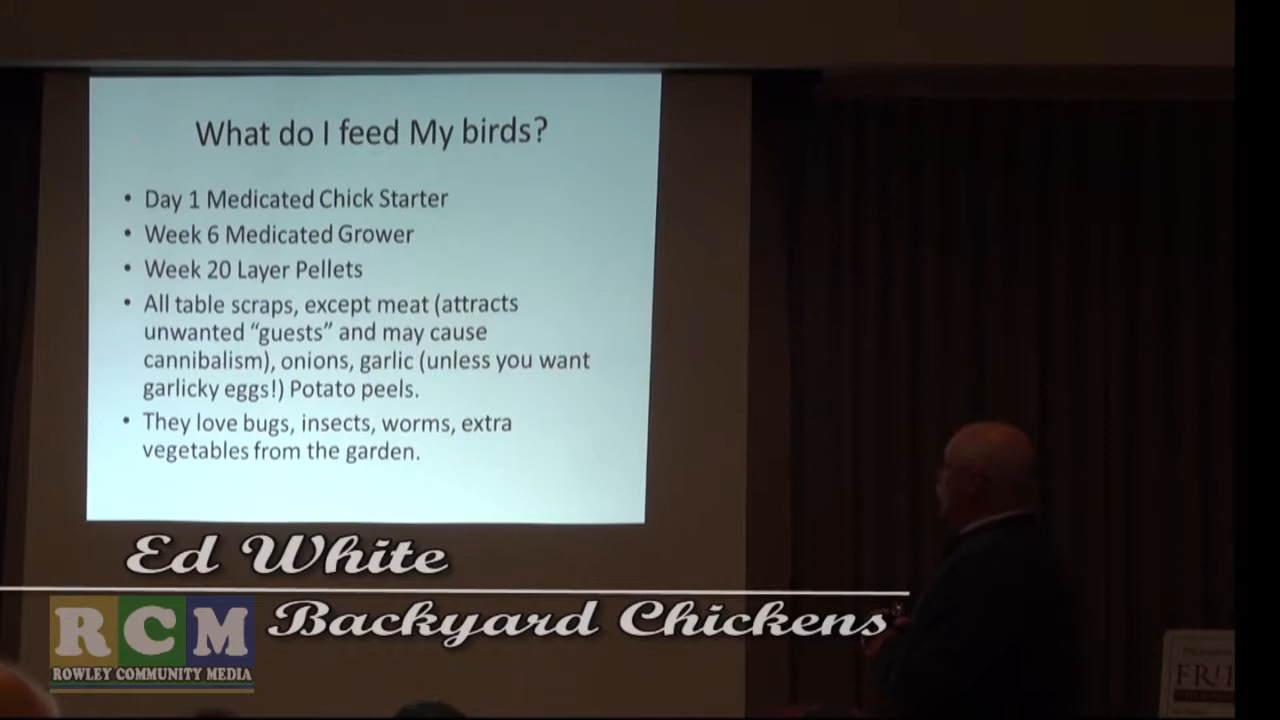 What do I feed My birds?
• Day 1 Medicated Chick Starter
• Week 6 Medicated Grower
• Week 20 Layer Pellets
• All table scraps, except meat (attracts
unwanted “guests” and may cause
cannibalism), onions, garlic (unless you want
garlicky eggs!) Potato peels.
• They love bugs, insects, worms, extra
vegetables from the garden.
Ed White
Backyard Chickens
RCM
ROWLEY COMMUNITY MEDIA